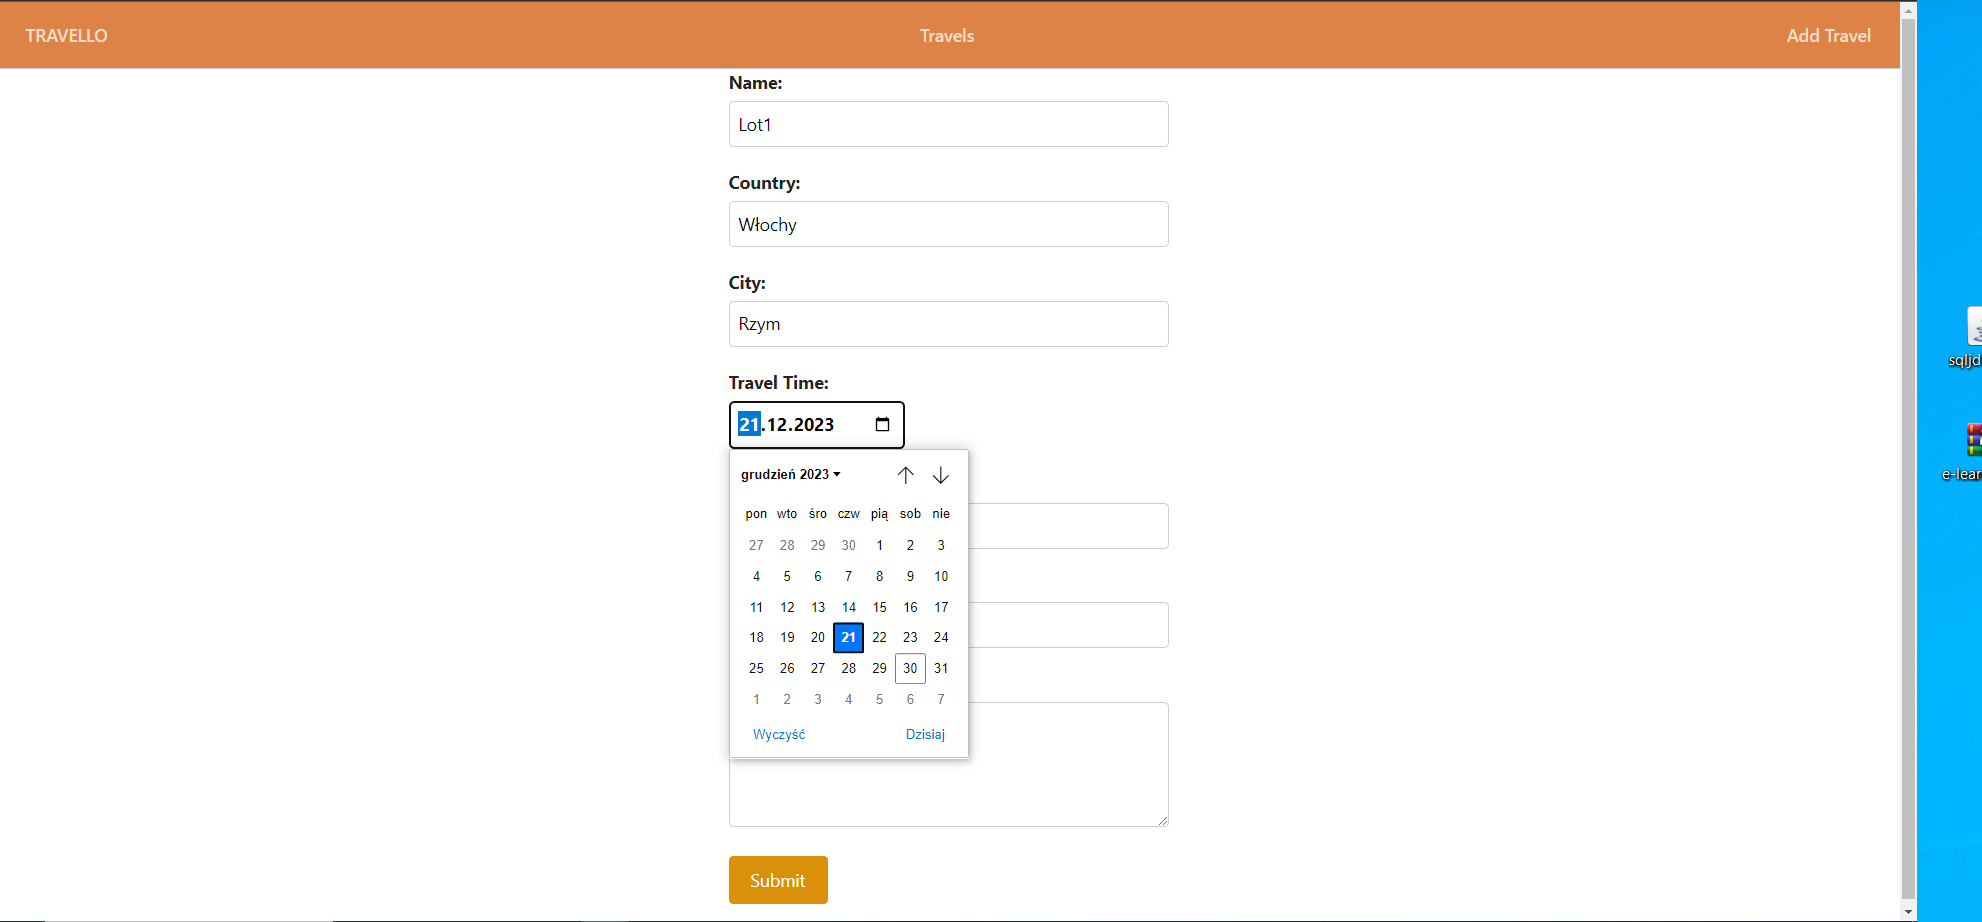 TRAVELLO Travels Add Travel
Name:
Lot1
Country:
Włochy
City:
Rzym
Travel Time:
21.12.2023
grudzień 2023
pon wto śro czw pią sob nie
27 28 29 30 1 2 3
4 5 6 7 8 9 10
11 12 13 14 15 16 17
18 19 20 21 22 23 24
25 26 27 28 29 30 31
1 2 3 4 5 6 7
Wyczyść Dzisiaj
Submit
sqljd
e-lear